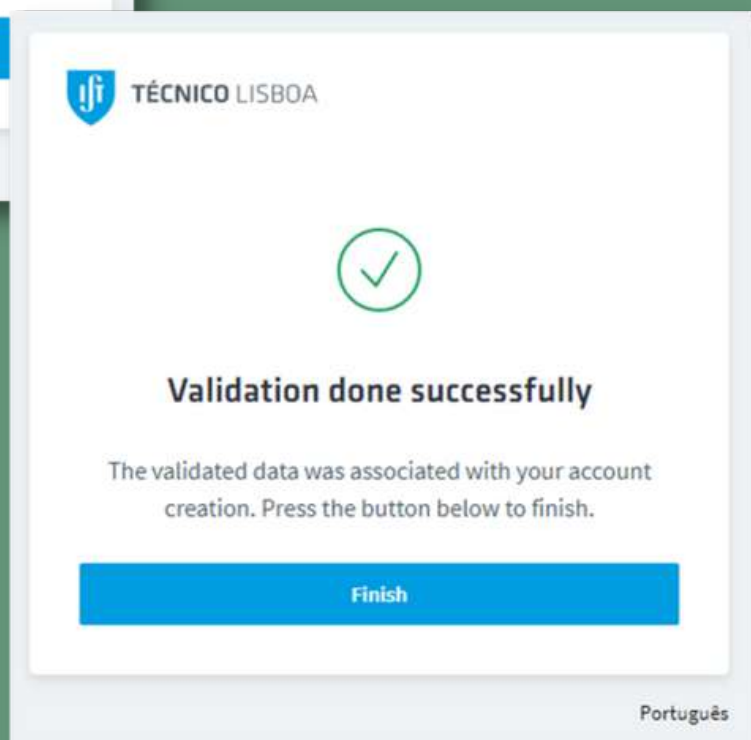 TÉCNICO LISBOA
Validation done successfully
The validated data was associated with your account
creation. Press the button below to finish.
Finish
Português